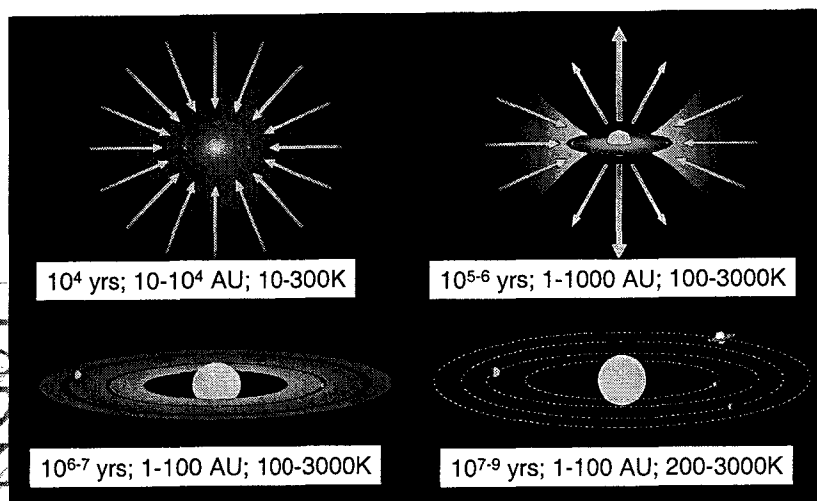 10⁴ yrs; 10-10⁴ AU; 10-300K
10⁵⁻⁶ yrs; 1-1000 AU; 100-3000K
10⁶⁻⁷ yrs; 1-100 AU; 100-3000K
10⁷⁻⁹ yrs; 1-100 AU; 200-3000K